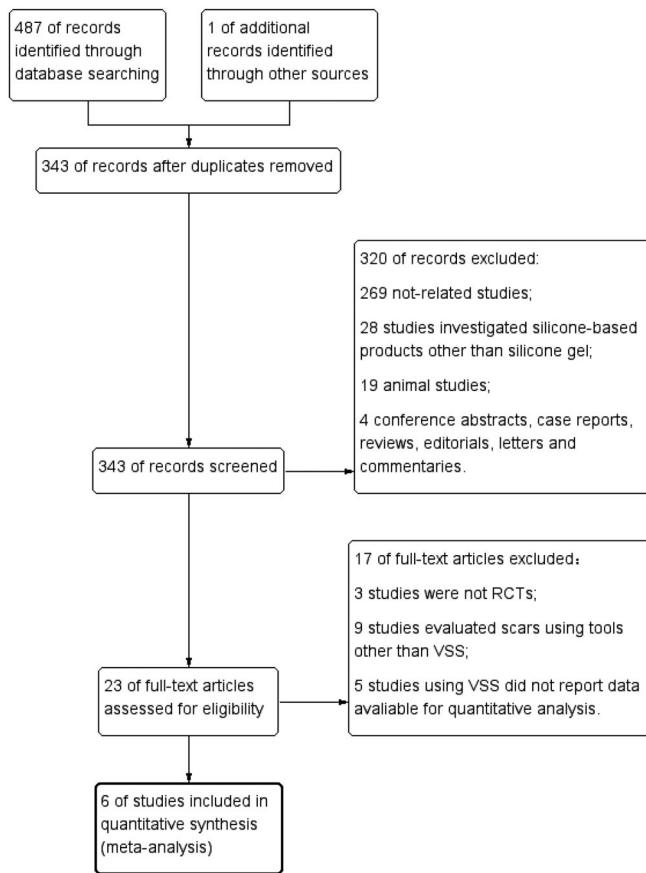 487 of records
identified through
database searching
1 of additional
records identified
through other sources
343 of records after duplicates removed
320 of records excluded:
269 not-related studies;
28 studies investigated silicone-based
products other than silicone gel;
19 animal studies;
4 conference abstracts, case reports,
reviews, editorials, letters and
commentaries.
343 of records screened
17 of full-text articles excluded：
3 studies were not RCTs;
9 studies evaluated scars using tools
other than VSS;
5 studies using VSS did not report data
avaliable for quantitative analysis.
23 of full-text articles
assessed for eligibility
6 of studies included in
quantitative synthesis
(meta-analysis)